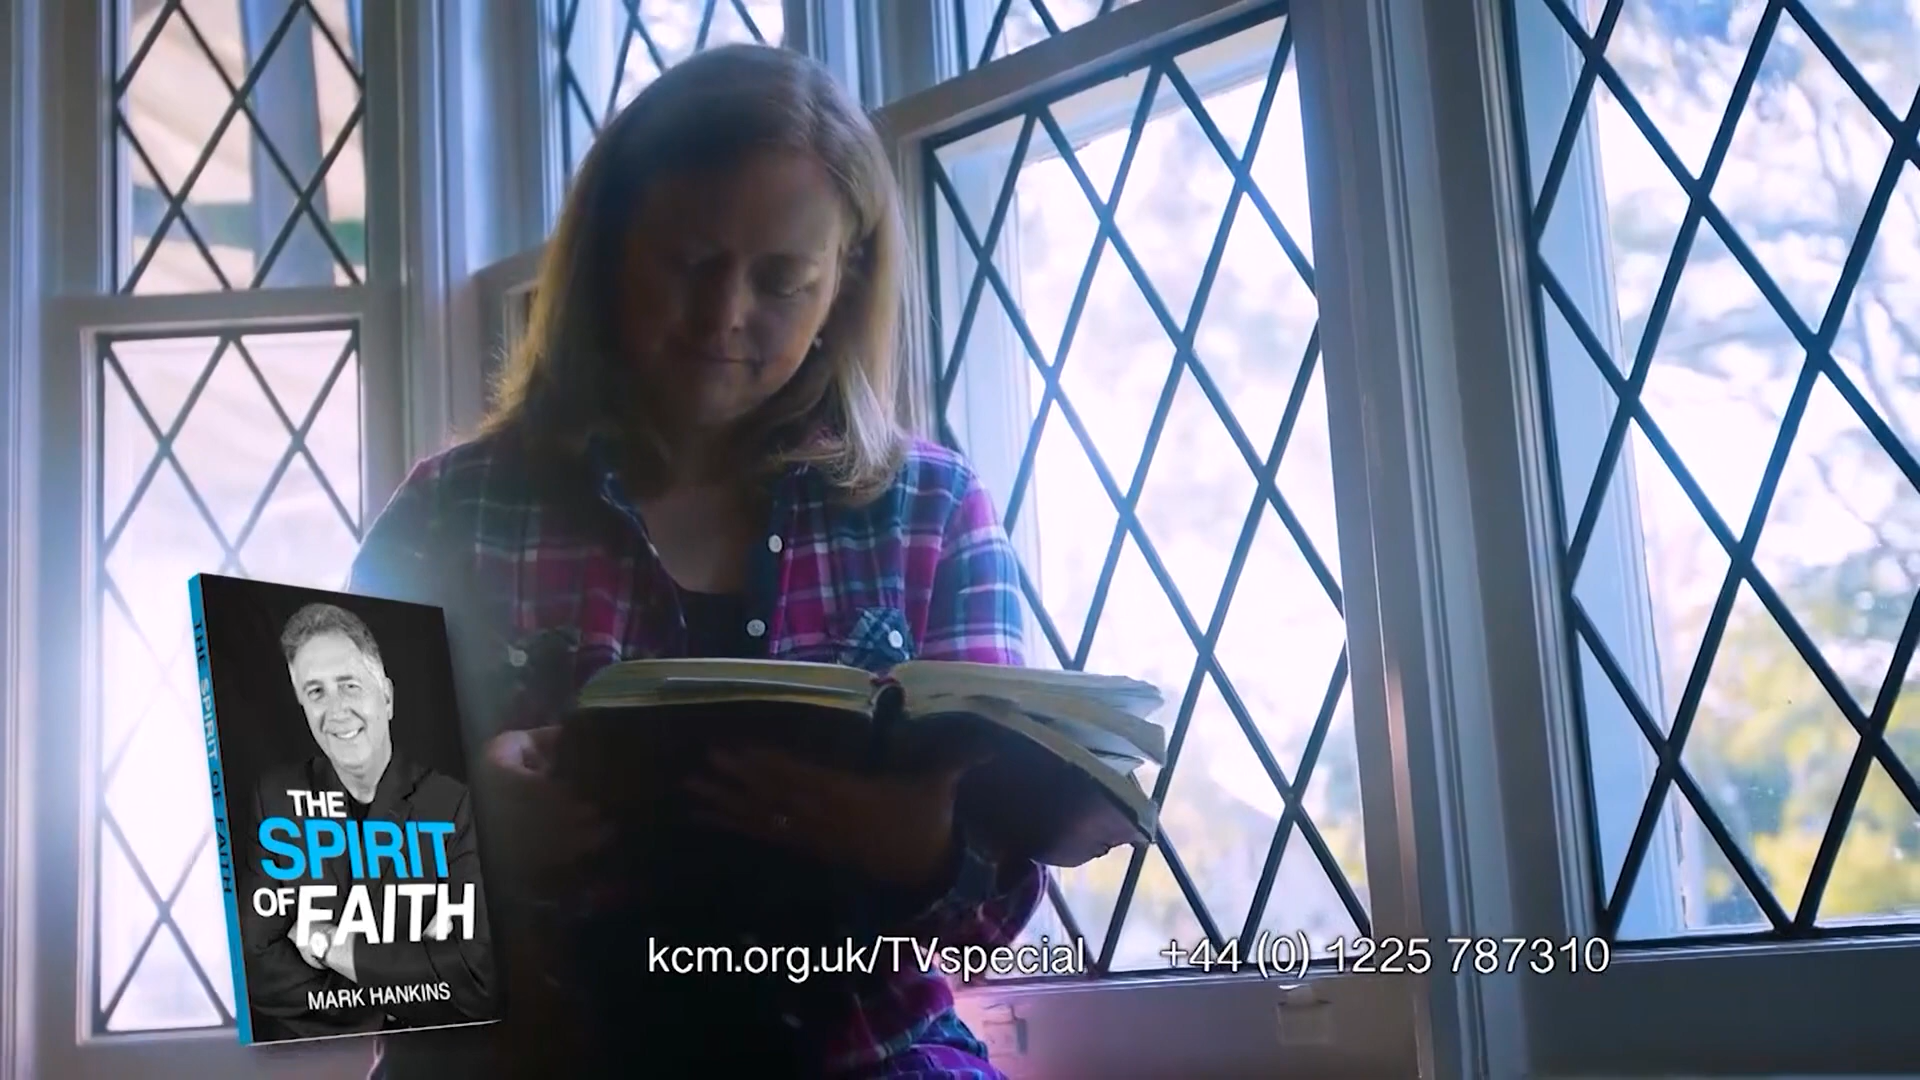 THE SPIRIT OF FAITH
THE
SPIRIT
OF FAITH
MARK HANKINS
kcm.org.uk/TVspecial +44 (0) 1225 787310